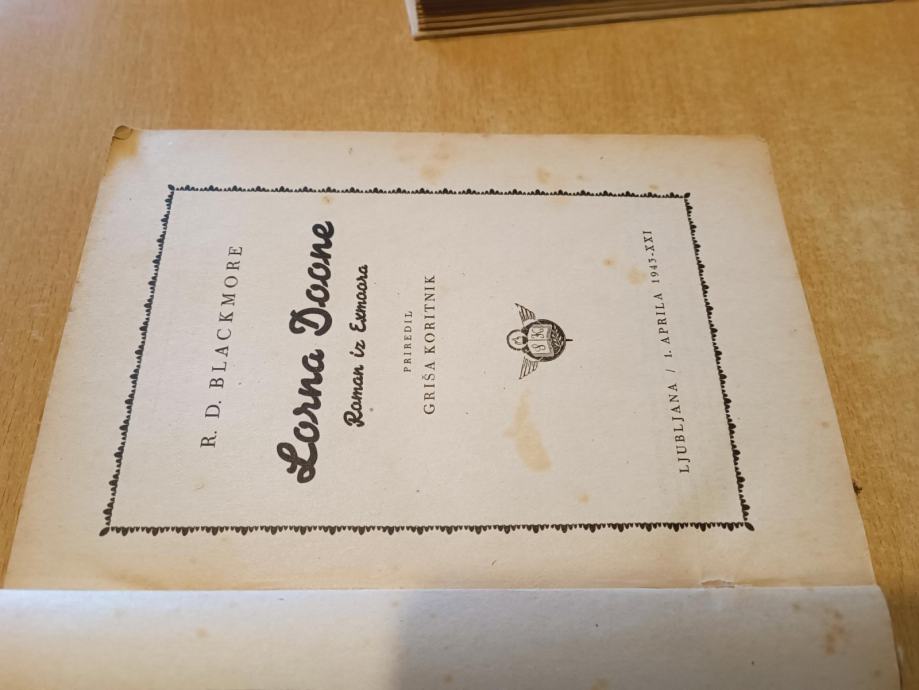 R. D. BLACKMORE
Lorna Doone
Roman iz Exmoora
PRIREDIL
GRIŠA KORITNIK
LJUBLJANA / 1. APRILA 1943-XXI